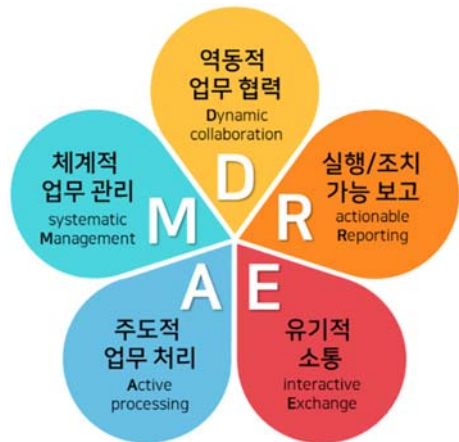 역동적
업무 협력
Dynamic
collaboration
D
실행/조치
가능 보고
actionable
Reporting
R
유기적
소통
interactive
Exchange
E
주도적
업무 처리
Active
processing
A
체계적
업무 관리
systematic
Management
M